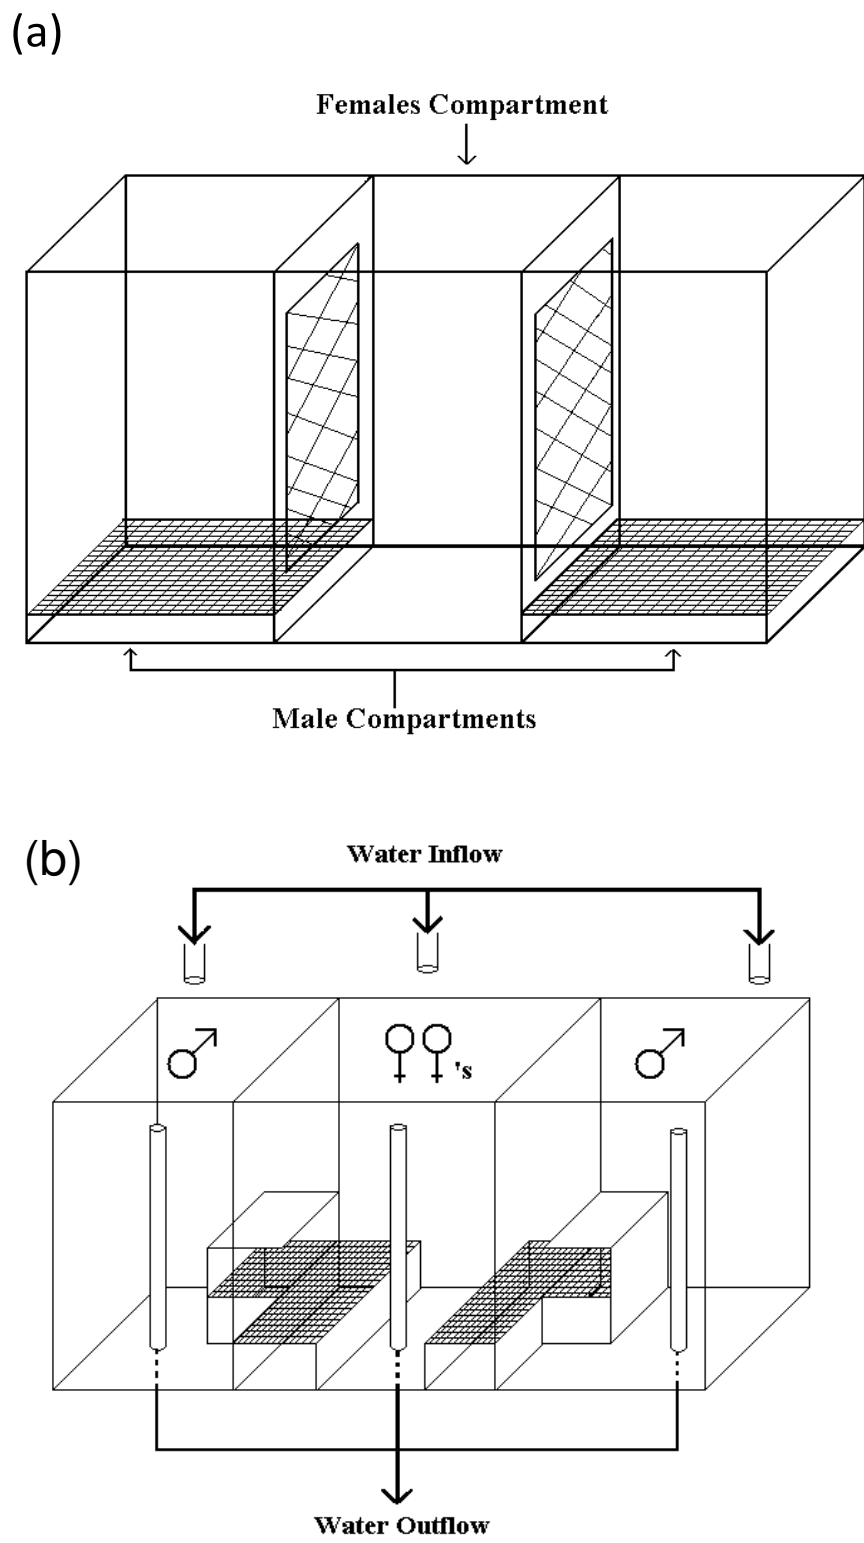 (a)
Females Compartment
Male Compartments
(b)
Water Inflow
♂ ♀♀'s ♂
Water Outflow